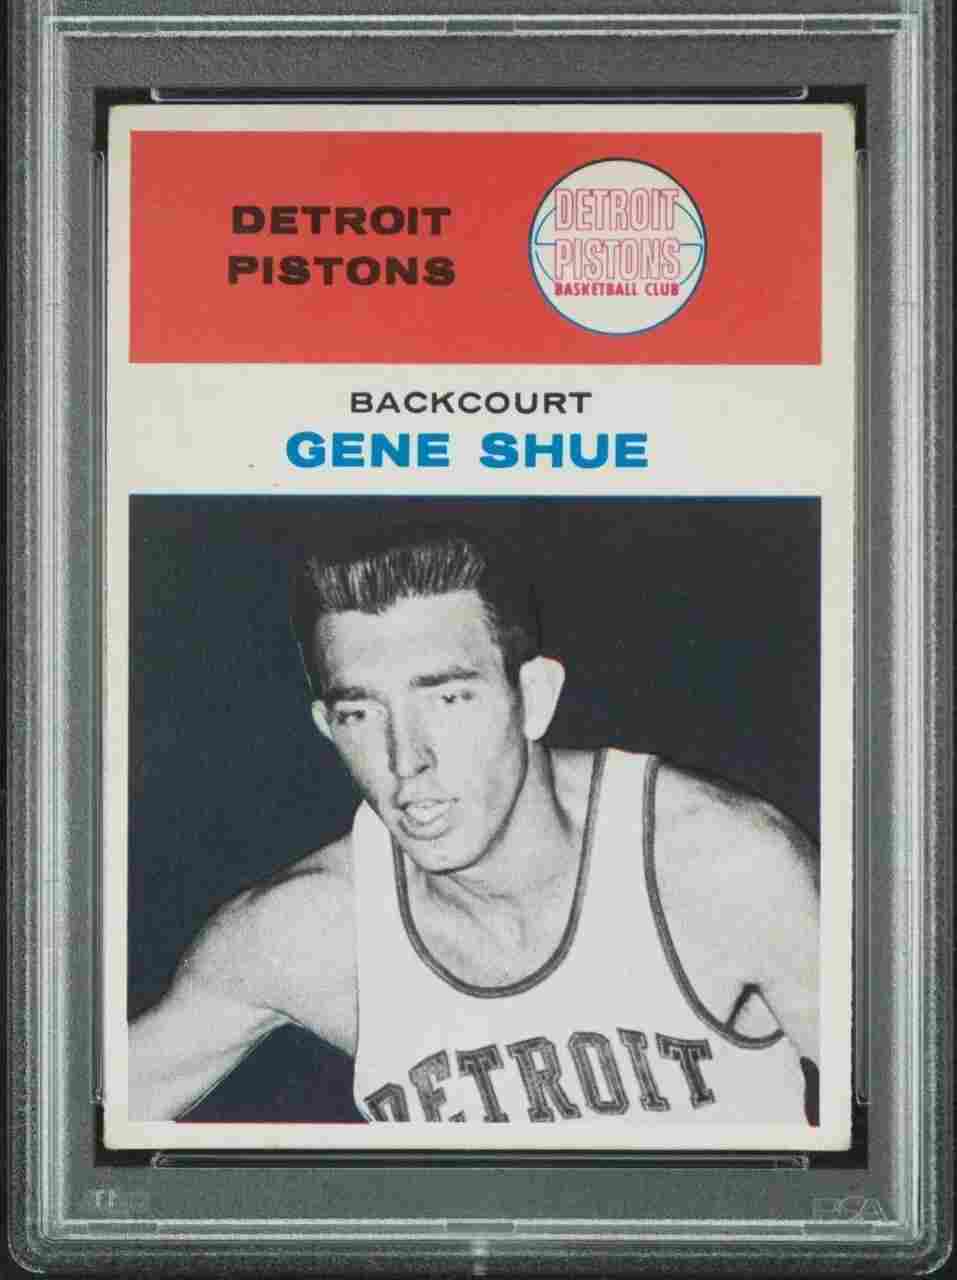 DETROIT
PISTONS
DETROIT
PISTONS
BASKETBALL CLUB
BACKCOURT
GENE SHUE
DETROIT
PSA